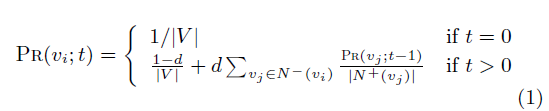 PR(v_i; t) = { 1/|V| if t = 0
(1−d)/|V| + d ∑_{v_j ∈ N^−(v_i)} PR(v_j;t−1)/|N^+(v_j)| if t > 0
(1)